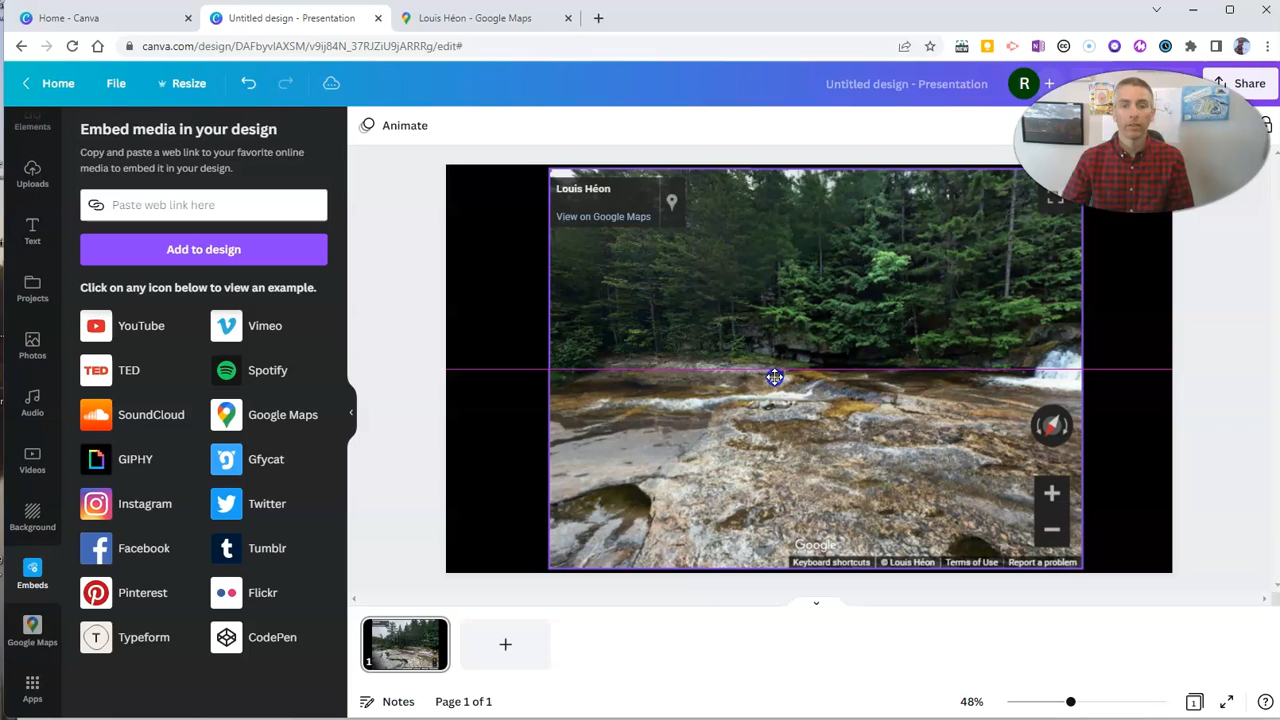 Home - Canva
Untitled design - Presentation
Louis Héon - Google Maps
canva.com/design/DAFbyvIAXSM/v9ij84N_37RJZiU9jARRRg/edit#
Home
File
Resize
Untitled design - Presentation
R
Share
Elements
Uploads
Text
Projects
Photos
Audio
Videos
Background
Embeds
Google Maps
Apps
Embed media in your design
Copy and paste a web link to your favorite online
media to embed it in your design.
Paste web link here
Add to design
Click on any icon below to view an example.
YouTube
Vimeo
TED
TED
Spotify
SoundCloud
Google Maps
GIPHY
Gfycat
Instagram
Twitter
Facebook
Tumblr
Pinterest
Flickr
Typeform
CodePen
Animate
Louis Héon
View on Google Maps
Google
Keyboard shortcuts
© Louis Héon
Terms of Use
Report a problem
1
Notes
Page 1 of 1
48%
1